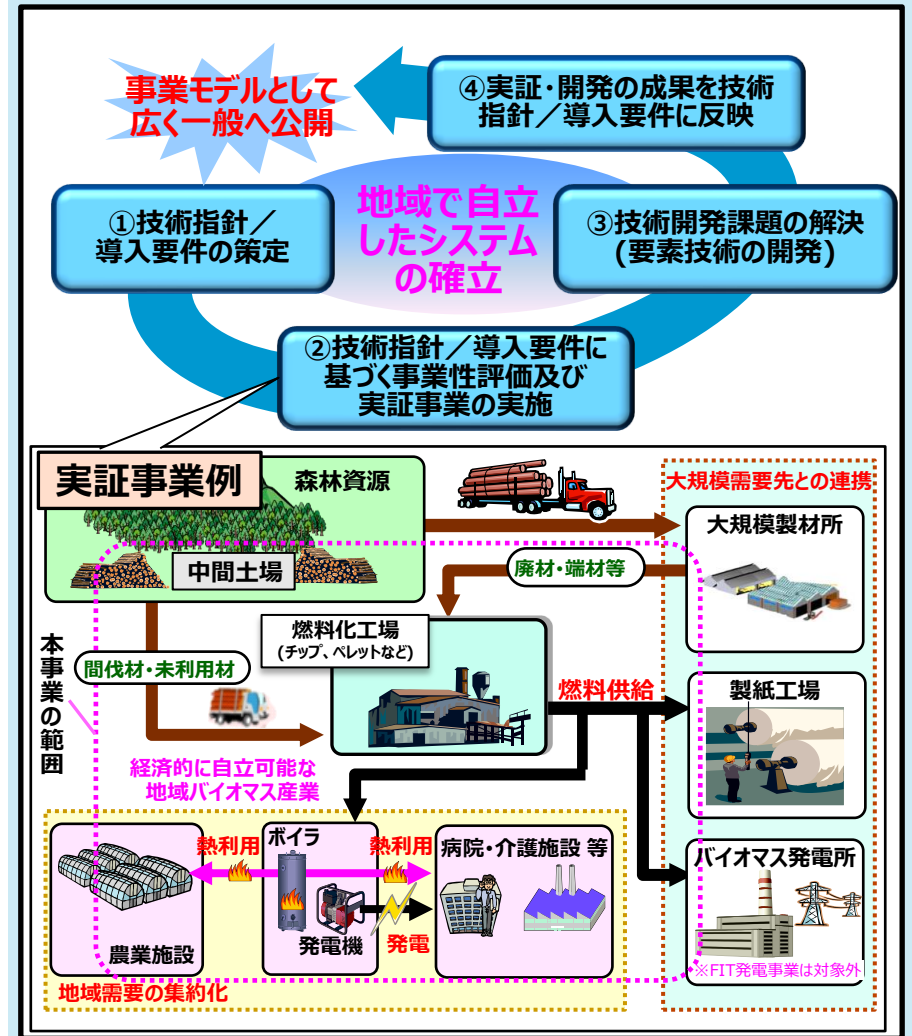 事業モデルとして
広く一般へ公開
④実証・開発の成果を技術
指針／導入要件に反映
①技術指針／
導入要件の策定
地域で自立
したシステム
の確立
③技術開発課題の解決
(要素技術の開発)
②技術指針／導入要件に
基づく事業性評価及び
実証事業の実施
実証事業例
森林資源
中間土場
大規模需要先との連携
大規模製材所
廃材・端材等
燃料化工場
(チップ、ペレットなど)
本事業の範囲
間伐材・未利用材
燃料供給
製紙工場
経済的に自立可能な
地域バイオマス産業
熱利用
ボイラ
熱利用
病院・介護施設 等
バイオマス発電所
農業施設
発電機
発電
※FIT発電事業は対象外
地域需要の集約化